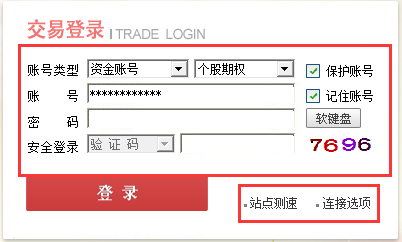 交易登录 | TRADE LOGIN
账号类型 资金账号 个股期权 保护账号
账 号 ************ 记住账号
密 码 软键盘
安全登录 验 证 码 7696
登 录
站点测速 连接选项